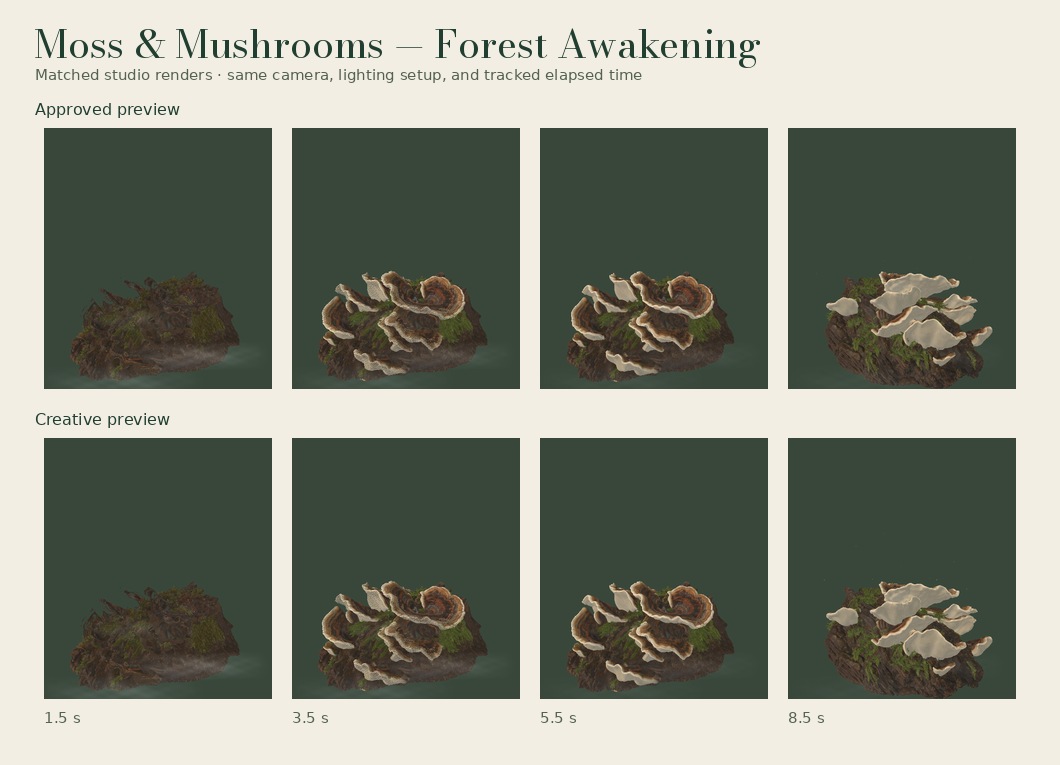 Moss & Mushrooms — Forest Awakening
Matched studio renders · same camera, lighting setup, and tracked elapsed time
Approved preview
Creative preview
1.5 s
3.5 s
5.5 s
8.5 s